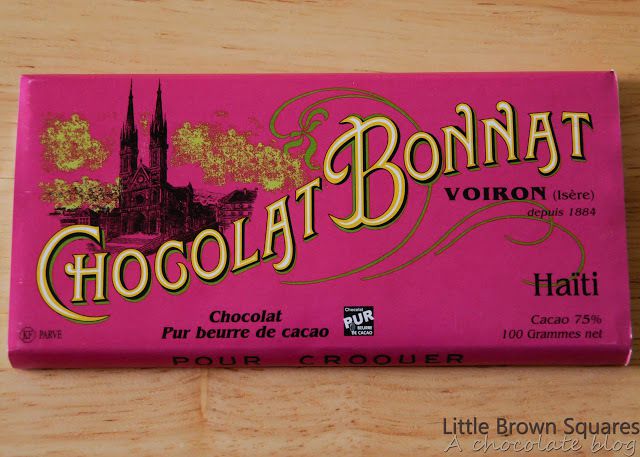 CHOCOLAT BONNAT
VOIRON (Isère)
depuis 1884
Haïti
Chocolat
Pur beurre de cacao
Chocolat
PUR
BEURRE
DE CACAO
Cacao 75%
100 Grammes net
KF PARVE
POUR CROQUER
Little Brown Squares
A chocolate blog